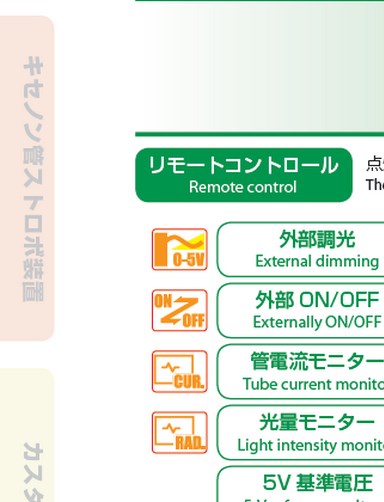 キセノン管ストロボ装置
カスタ
リモートコントロール
Remote control
点
The
0-5V
外部調光
External dimming
ON
OFF
外部 ON/OFF
Externally ON/OFF
CUR.
管電流モニター
Tube current monito
RAD.
光量モニター
Light intensity monit
5V 基準電圧